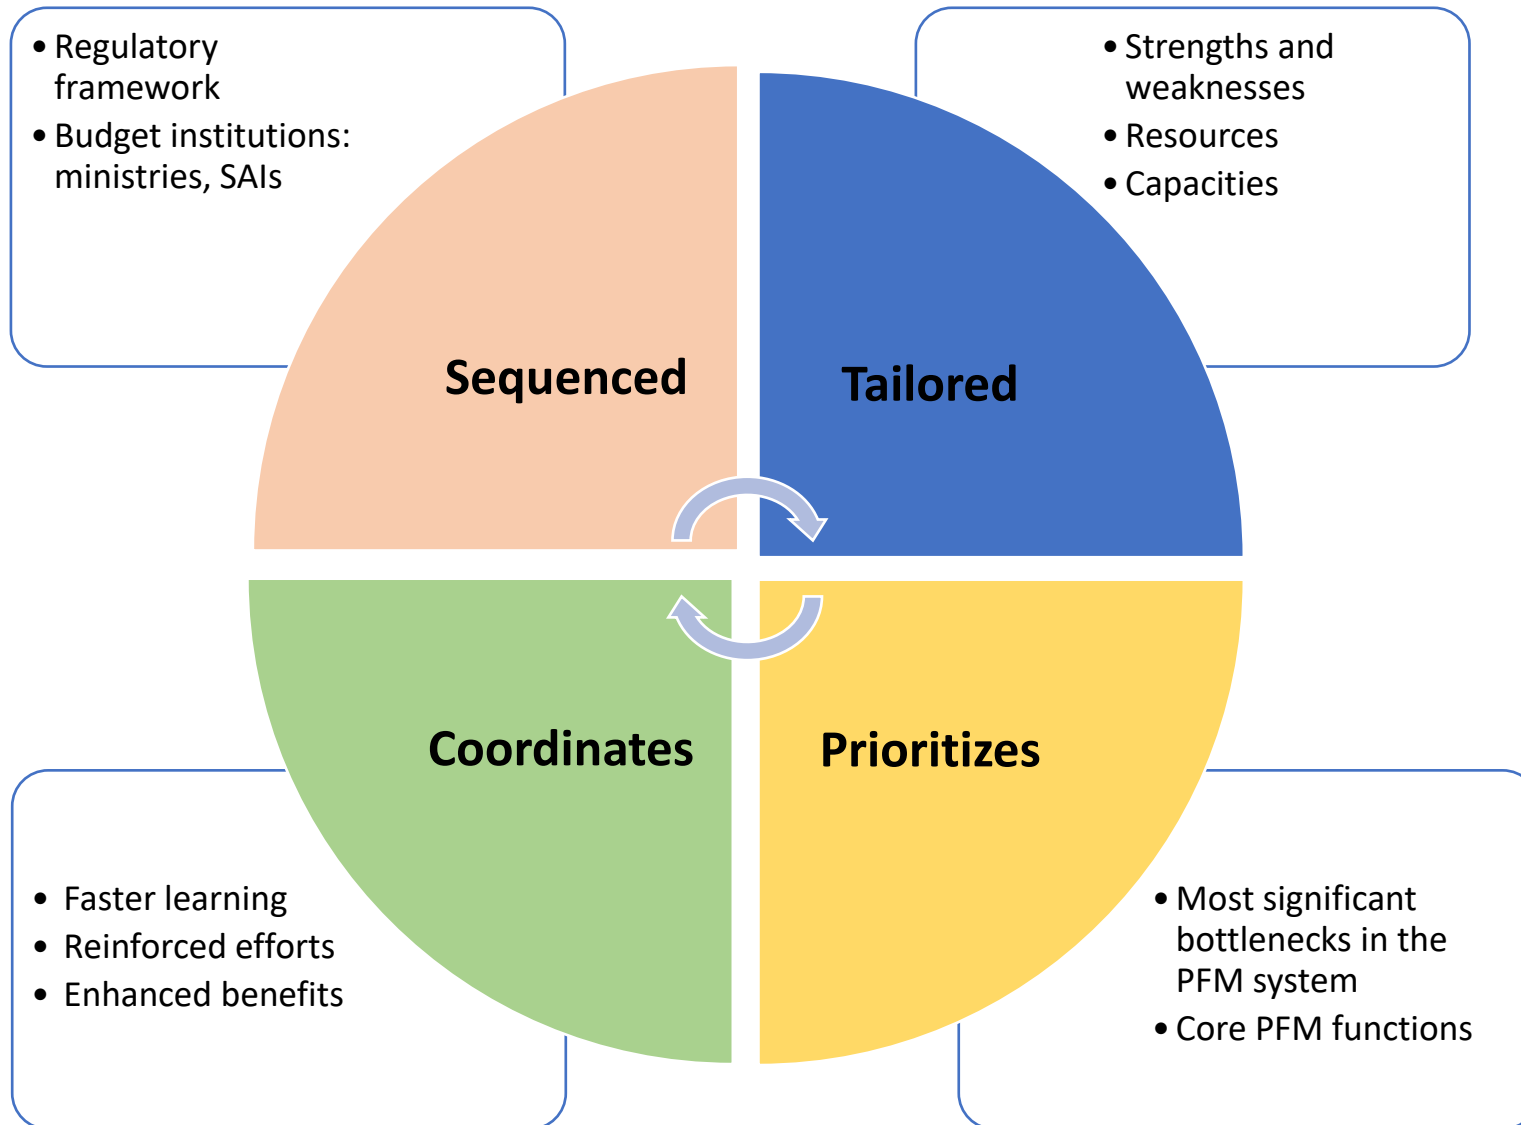 • Regulatory
framework
• Budget institutions:
ministries, SAIs
• Strengths and
weaknesses
• Resources
• Capacities
Sequenced
Tailored
Coordinates
Prioritizes
• Faster learning
• Reinforced efforts
• Enhanced benefits
• Most significant
bottlenecks in the
PFM system
• Core PFM functions